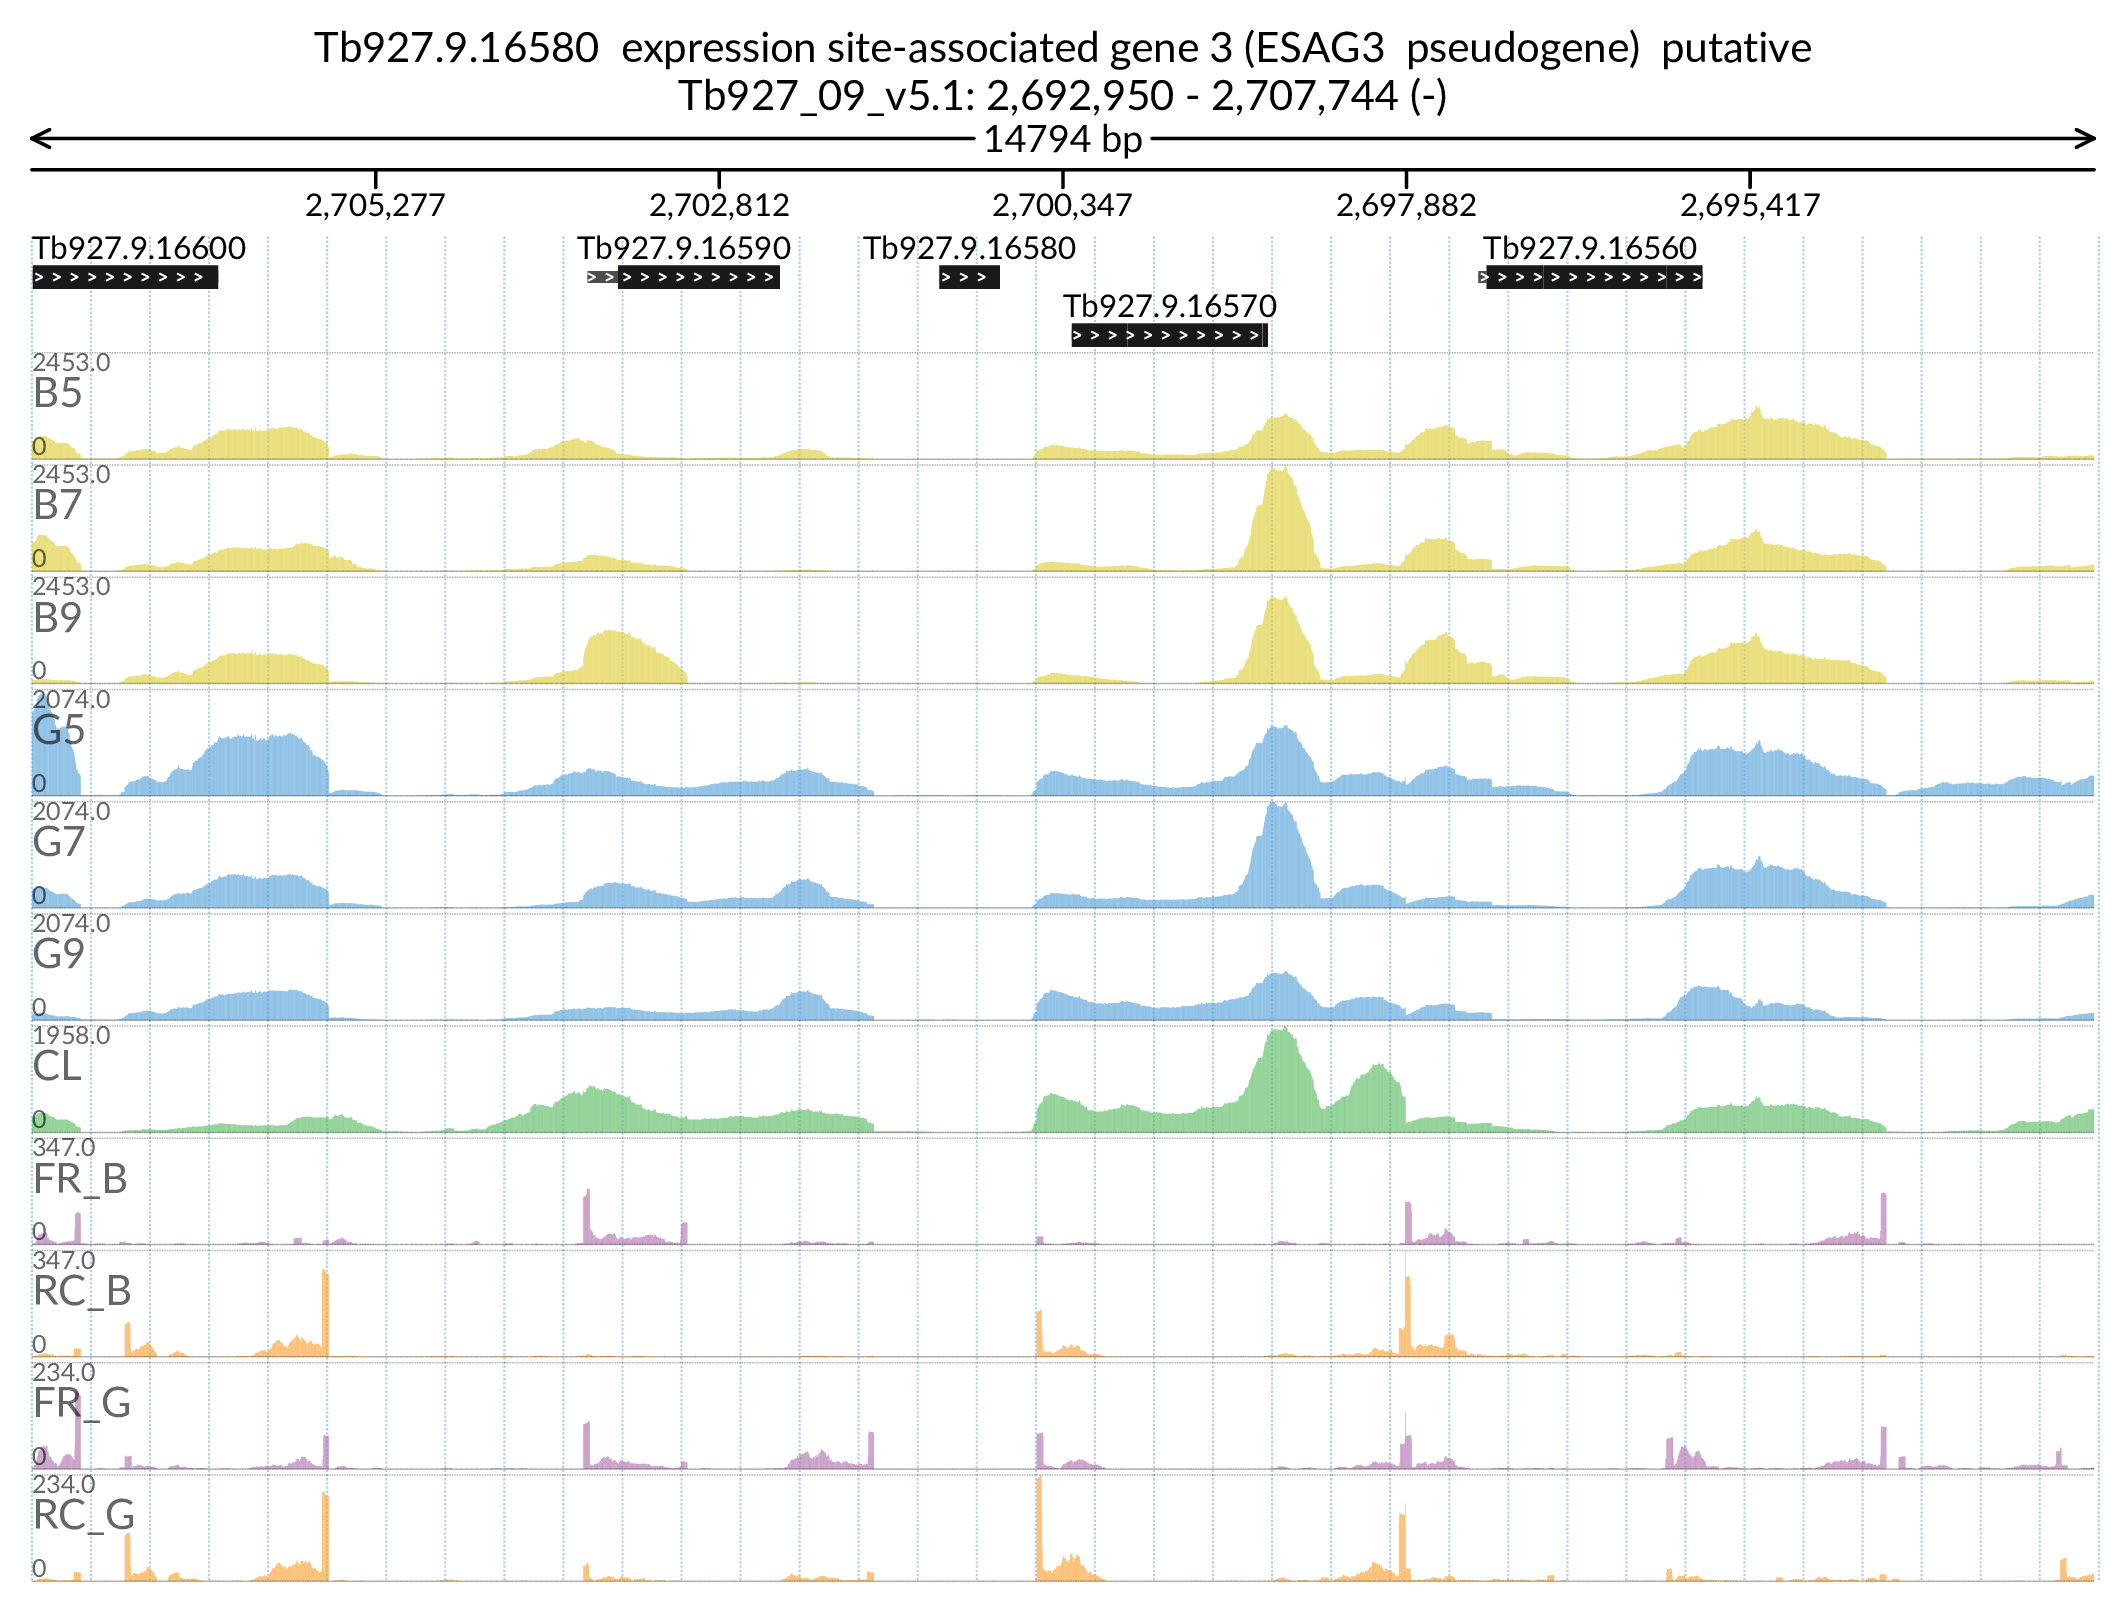 Tb927.9.16580  expression site-associated gene 3 (ESAG3  pseudogene)  putative
Tb927_09_v5.1: 2,692,950 - 2,707,744 (-)
14794 bp
2,705,277 2,702,812 2,700,347 2,697,882 2,695,417
Tb927.9.16600 Tb927.9.16590 Tb927.9.16580 Tb927.9.16560
Tb927.9.16570
2453.0
B5
0
2453.0
B7
0
2453.0
B9
0
2074.0
G5
0
2074.0
G7
0
2074.0
G9
0
1958.0
CL
0
347.0
FR_B
0
347.0
RC_B
0
234.0
FR_G
0
234.0
RC_G
0